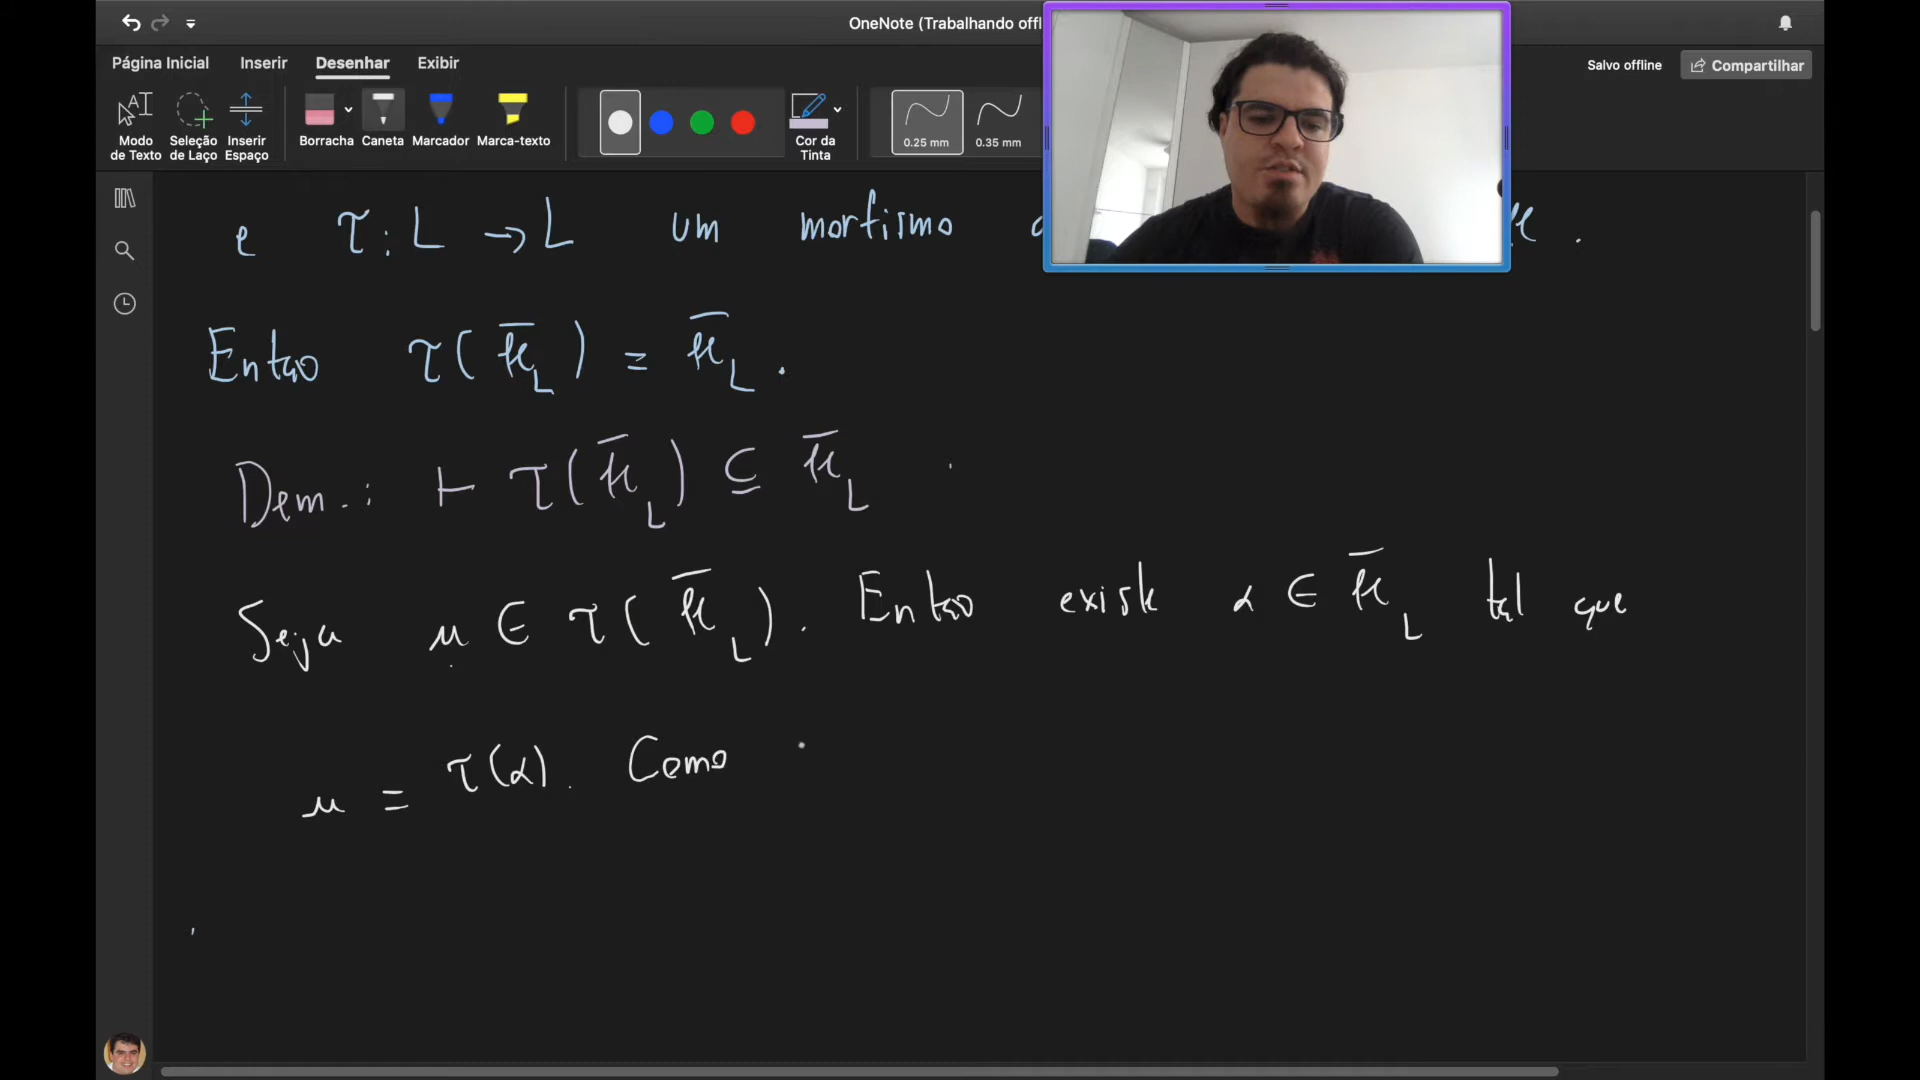 OneNote (Trabalhando offl
Página Inicial Inserir Desenhar Exibir
Salvo offline Compartilhar
Modo de Texto Seleção de Laço Inserir Espaço Borracha Caneta Marcador Marca-texto Cor da Tinta 0.25 mm 0.35 mm
e τ: L → L um morfismo
Então τ(k̅_L) = k̅_L.
Dem.: ⊢ τ(k̅_L) ⊆ k̅_L
Seja u ∈ τ(k̅_L). Então existe α ∈ k̅_L tal que
u = τ(α). Como